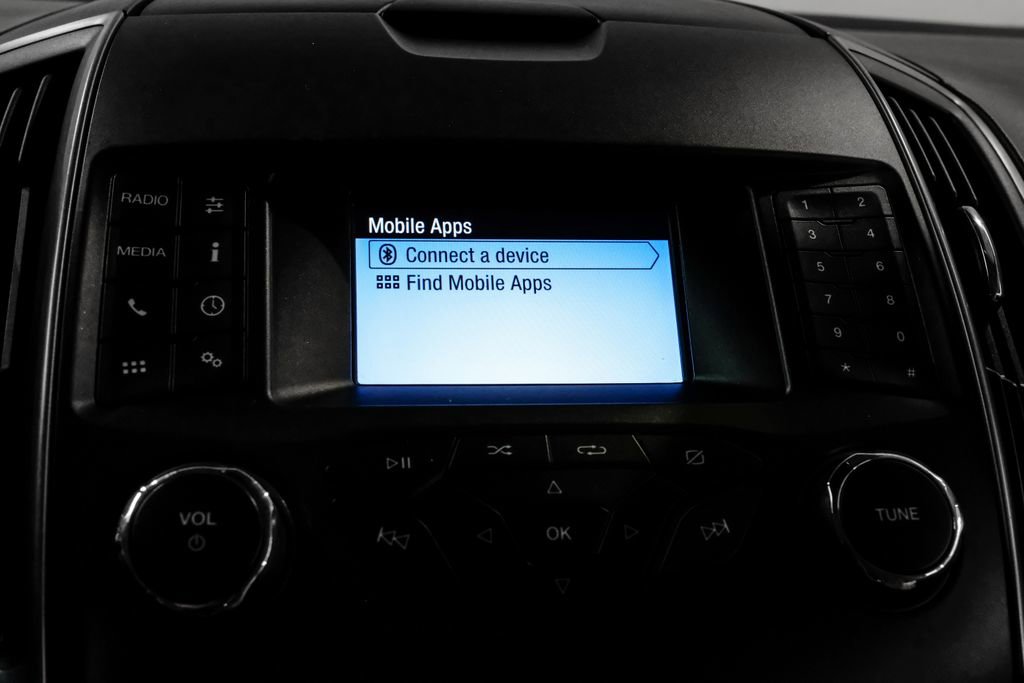 RADIO
MEDIA
Mobile Apps
Connect a device
Find Mobile Apps
1 2
3 4
5 6
7 8
9 0
* #
VOL
OK
TUNE